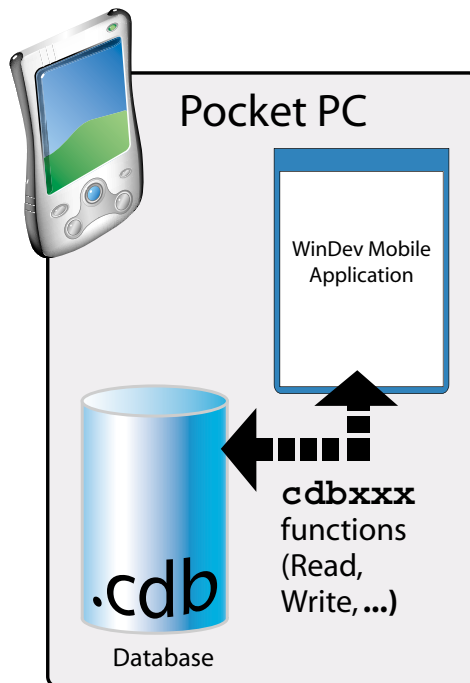 Pocket PC
WinDev Mobile
Application
cdbxxx
functions
(Read,
Write, ...)
.cdb
Database